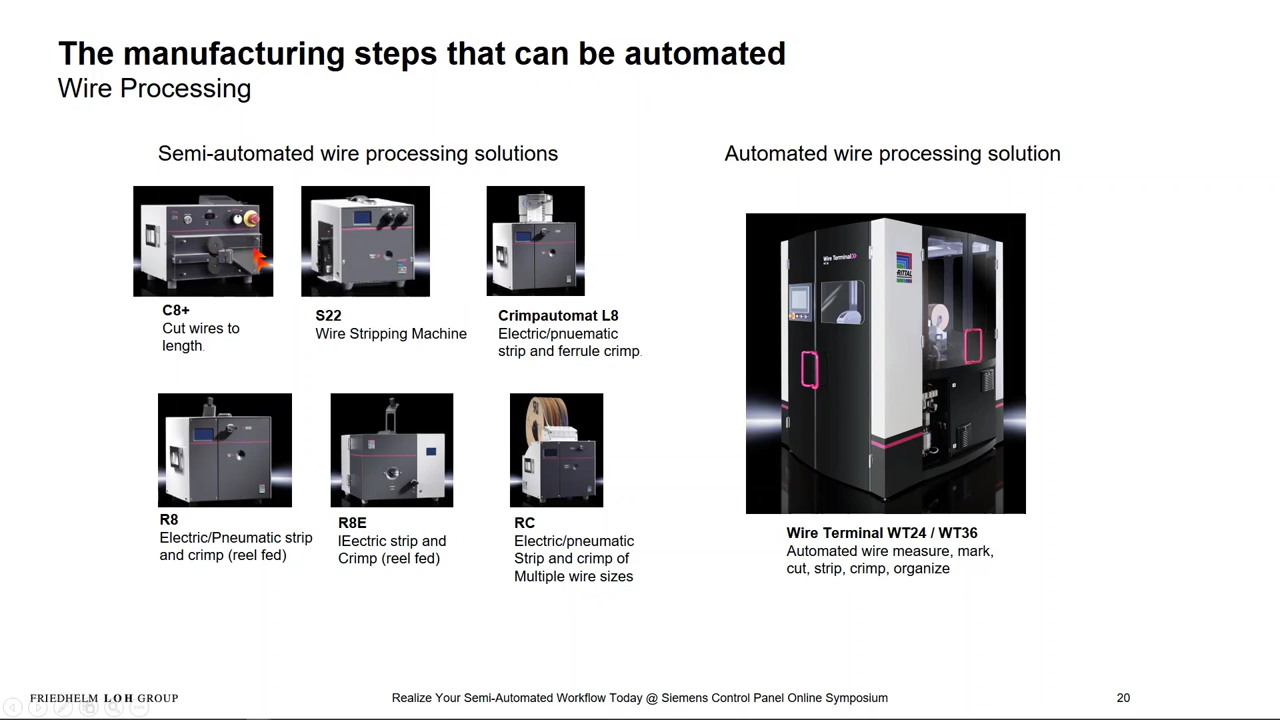 The manufacturing steps that can be automated
Wire Processing
Semi-automated wire processing solutions
Automated wire processing solution
C8+
Cut wires to
length.
S22
Wire Stripping Machine
Crimpautomat L8
Electric/pnuematic
strip and ferrule crimp.
R8
Electric/Pneumatic strip
and crimp (reel fed)
R8E
lEectric strip and
Crimp (reel fed)
RC
Electric/pneumatic
Strip and crimp of
Multiple wire sizes
Wire Terminal
RITTAL
Wire Terminal WT24 / WT36
Automated wire measure, mark,
cut, strip, crimp, organize
FRIEDHELM LOH GROUP
Realize Your Semi-Automated Workflow Today @ Siemens Control Panel Online Symposium
20